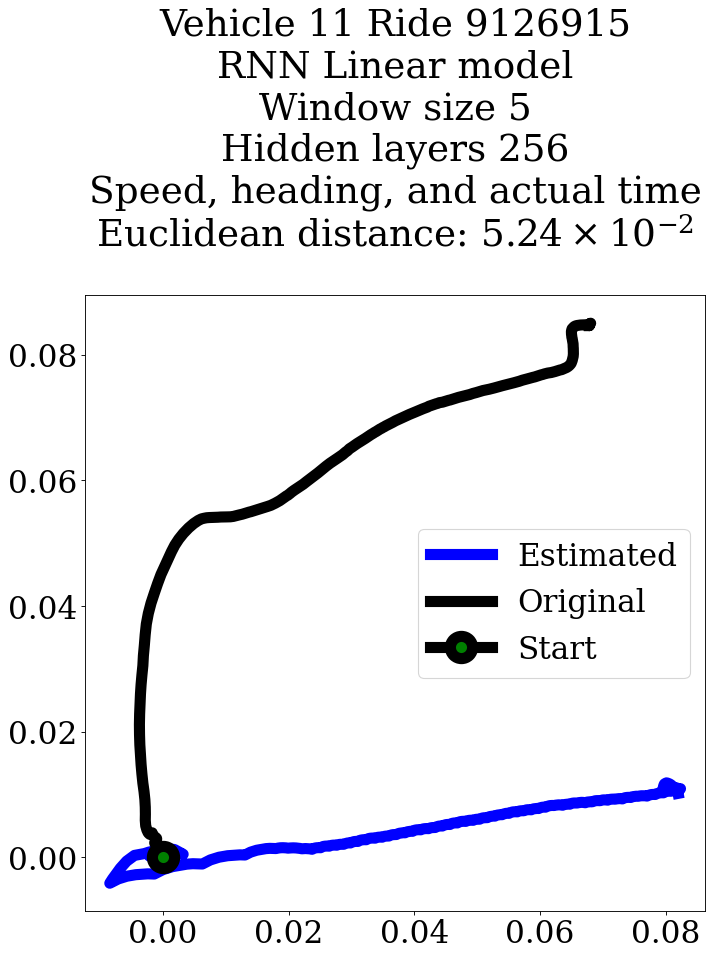 Vehicle 11 Ride 9126915
RNN Linear model
Window size 5
Hidden layers 256
Speed, heading, and actual time
Euclidean distance: 5.24 × 10⁻²
0.08
0.06
0.04
0.02
0.00
Estimated
Original
Start
0.00 0.02 0.04 0.06 0.08